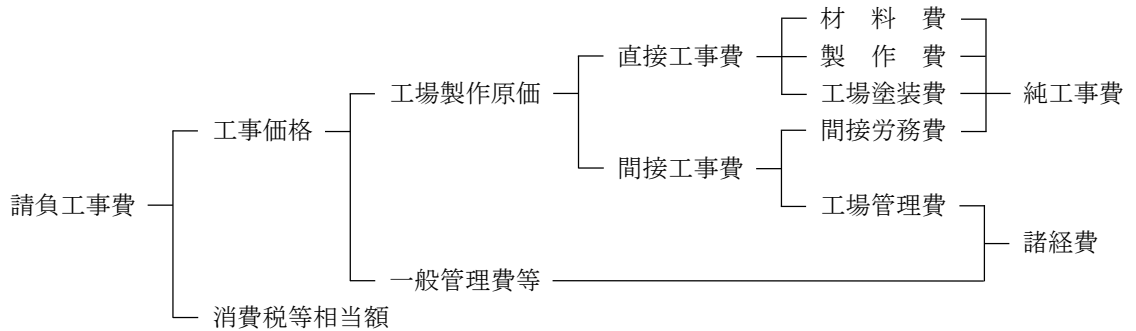 材料費
直接工事費 製作費
工場製作原価 工場塗装費 純工事費
工事価格 間接労務費
間接工事費
請負工事費 工場管理費
諸経費
一般管理費等
消費税等相当額